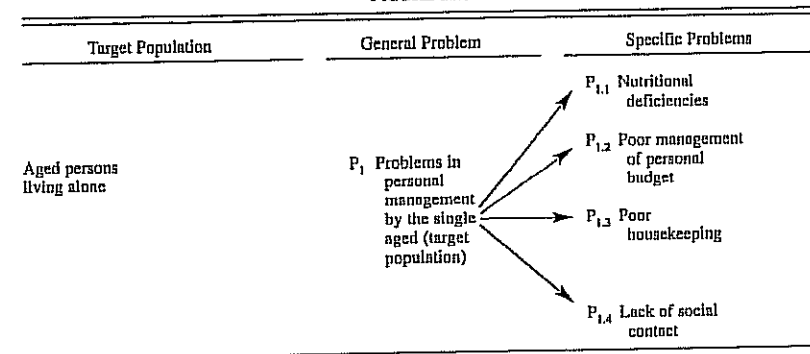 Target Population
General Problem
Specific Problems
Aged persons
living alone
P1 Problems in
personal
management
by the single
aged (target
population)
P1.1 Nutritional
deficiencies
P1.2 Poor management
of personal
budget
P1.3 Poor
housekeeping
P1.4 Lack of social
contact